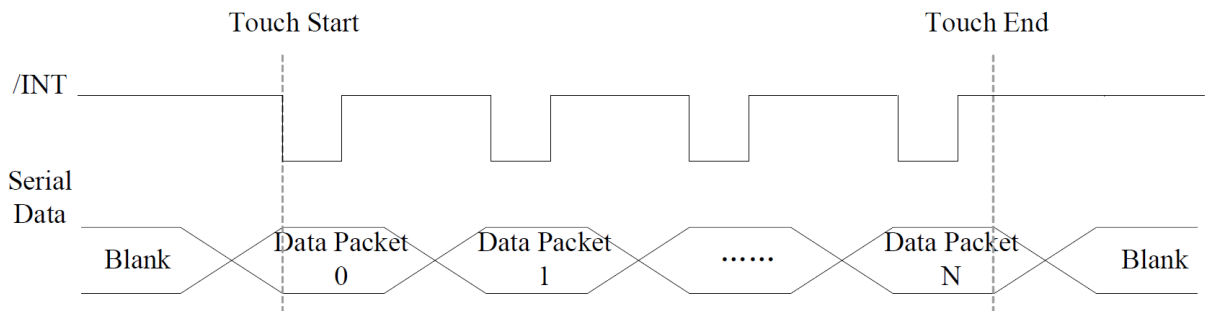 Touch Start
Touch End
/INT
Serial
Data
Blank
Data Packet
0
Data Packet
1
......
Data Packet
N
Blank